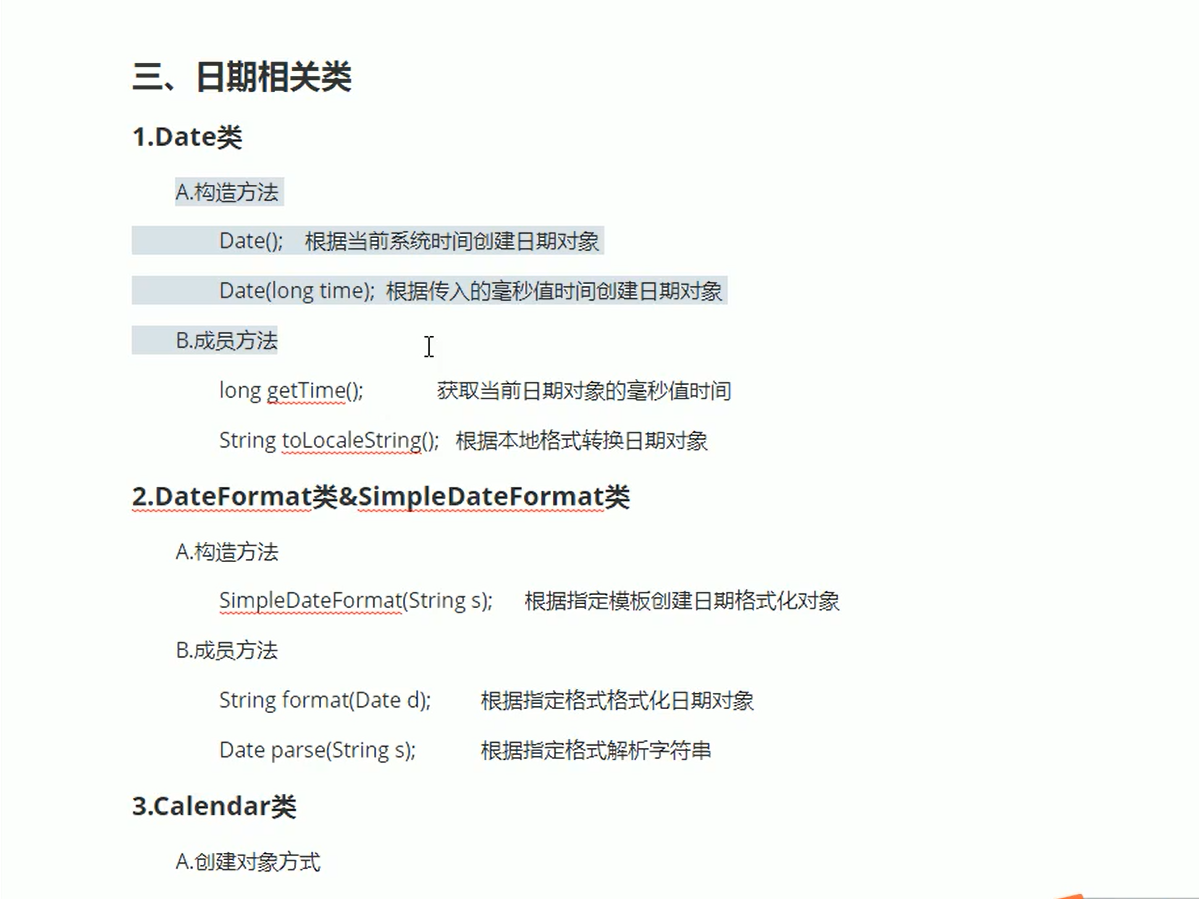 三、日期相关类
1.Date类
A.构造方法
Date(); 根据当前系统时间创建日期对象
Date(long time); 根据传入的毫秒值时间创建日期对象
B.成员方法
long getTime(); 获取当前日期对象的毫秒值时间
String toLocaleString(); 根据本地格式转换日期对象
2.DateFormat类&SimpleDateFormat类
A.构造方法
SimpleDateFormat(String s); 根据指定模板创建日期格式化对象
B.成员方法
String format(Date d); 根据指定格式格式化日期对象
Date parse(String s); 根据指定格式解析字符串
3.Calendar类
A.创建对象方式